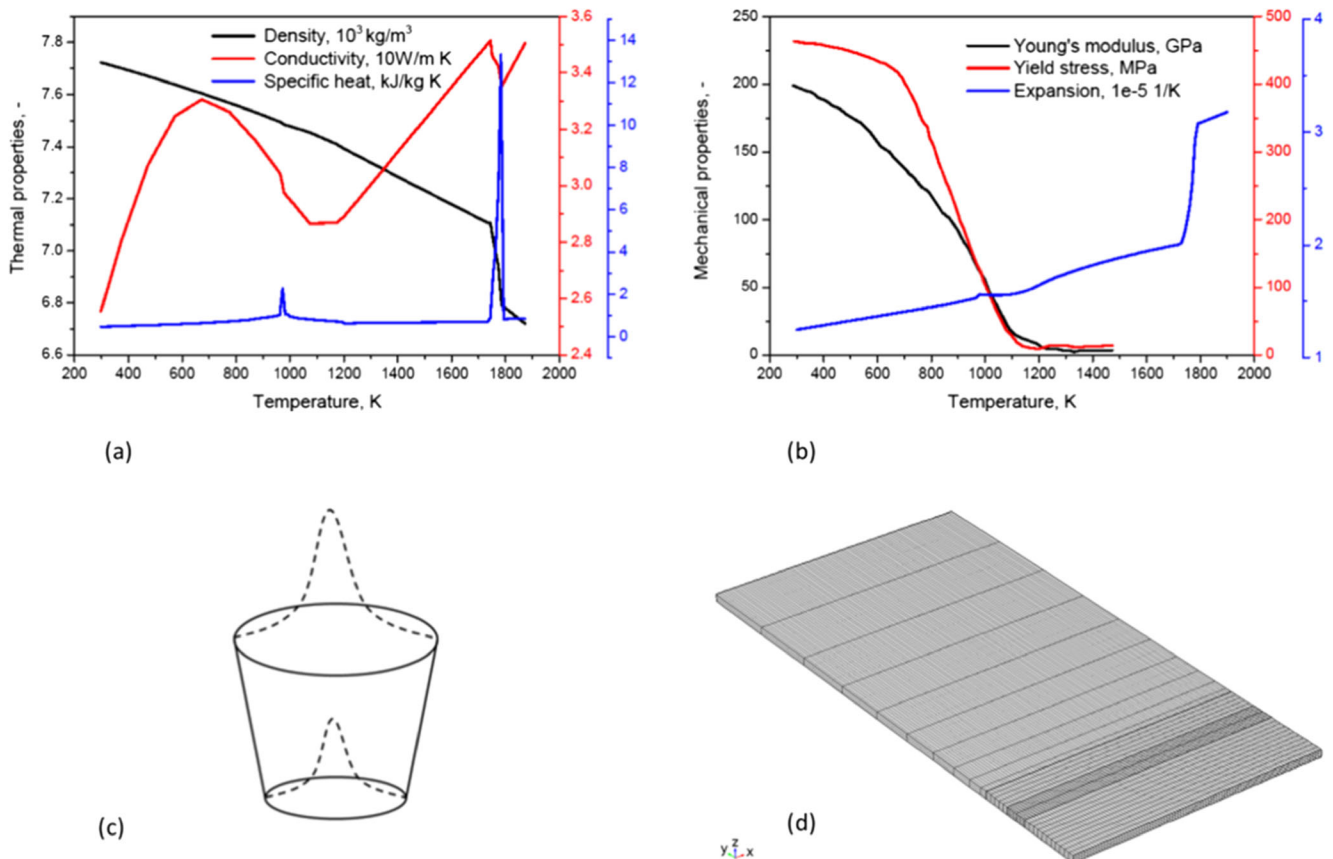 Density, 10³ kg/m³
Conductivity, 10W/m K
Specific heat, kJ/kg K
Thermal properties, -
7.8
7.6
7.4
7.2
7.0
6.8
6.6
3.6
3.4
3.2
3.0
2.8
2.6
2.4
14
12
10
8
6
4
2
0
200 400 600 800 1000 1200 1400 1600 1800 2000
Temperature, K
(a)
Young's modulus, GPa
Yield stress, MPa
Expansion, 1e-5 1/K
Mechanical properties, -
250
200
150
100
50
0
500
400
300
200
100
0
4
3
2
1
200 400 600 800 1000 1200 1400 1600 1800 2000
Temperature, K
(b)
(c)
y z x
(d)